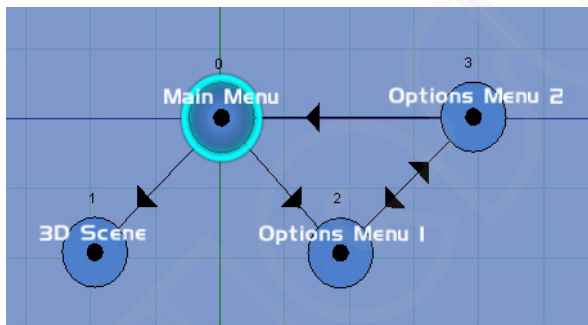 0
Main Menu
3
Options Menu 2
1
3D Scene
2
Options Menu 1